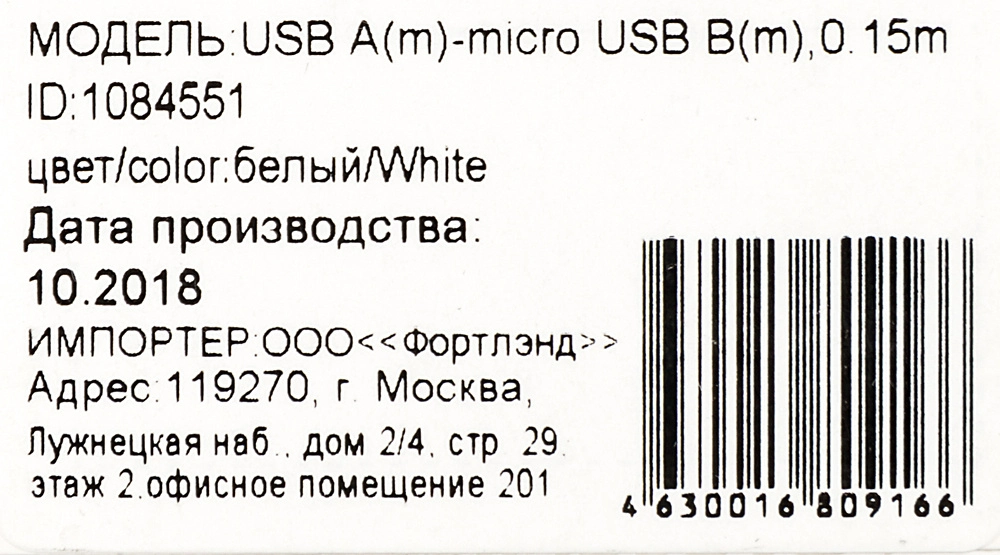 МОДЕЛЬ:USB A(m)-micro USB B(m),0.15m
ID:1084551
цвет/color:белый/White
Дата производства:
10.2018
ИМПОРТЕР:ООО<<Фортлэнд>>
Адрес:119270, г. Москва,
Лужнецкая наб., дом 2/4, стр. 29.
этаж 2.офисное помещение 201
4 630016 809166